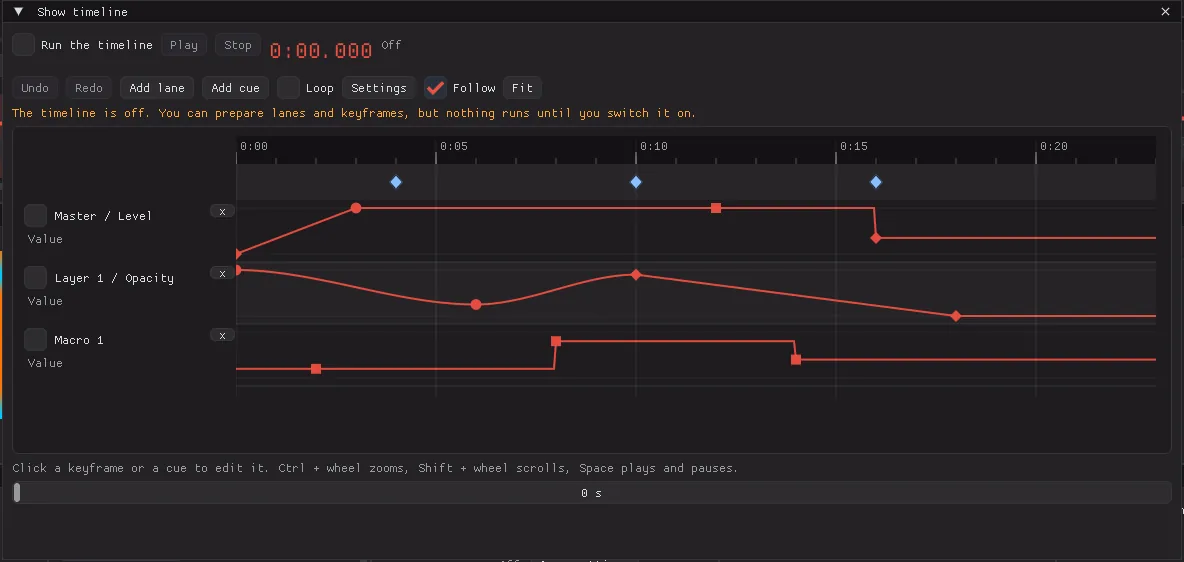 ▼ Show timeline ×
Run the timeline Play Stop 0:00.000 Off
Undo Redo Add lane Add cue Loop Settings Follow Fit
The timeline is off. You can prepare lanes and keyframes, but nothing runs until you switch it on.
0:00 0:05 0:10 0:15 0:20
Master / Level x
Value
Layer 1 / Opacity x
Value
Macro 1 x
Value
Click a keyframe or a cue to edit it. Ctrl + wheel zooms, Shift + wheel scrolls, Space plays and pauses.
0 s